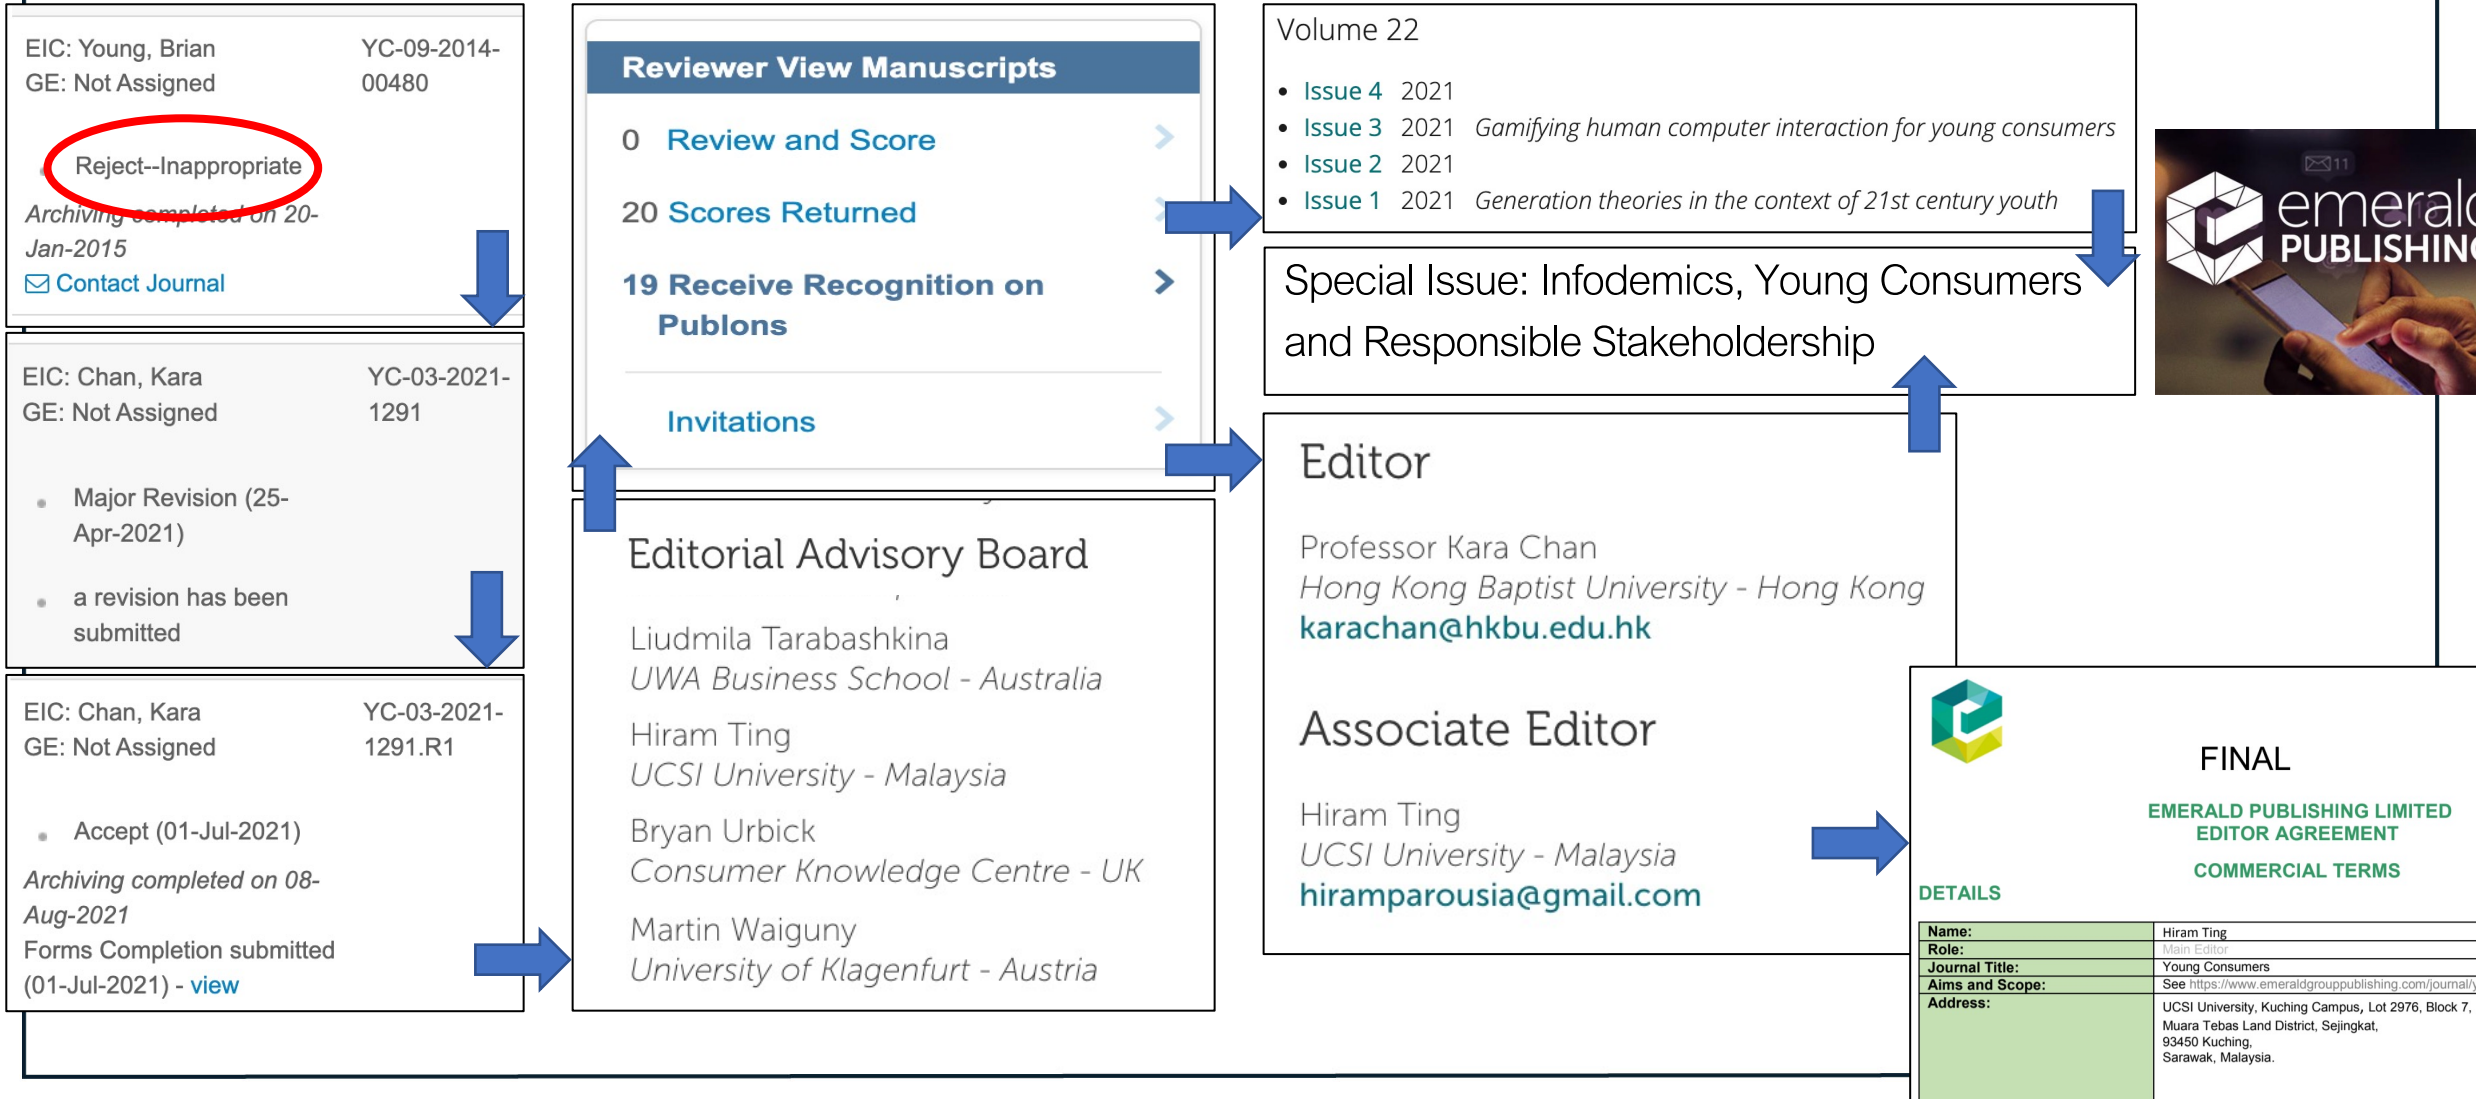 EIC: Young, Brian YC-09-2014-
GE: Not Assigned 00480
Reject--Inappropriate
Archiving completed on 20-
Jan-2015
Contact Journal
EIC: Chan, Kara YC-03-2021-
GE: Not Assigned 1291
Major Revision (25-
Apr-2021)
a revision has been
submitted
EIC: Chan, Kara YC-03-2021-
GE: Not Assigned 1291.R1
Accept (01-Jul-2021)
Archiving completed on 08-
Aug-2021
Forms Completion submitted
(01-Jul-2021) - view
Reviewer View Manuscripts
0 Review and Score
20 Scores Returned
19 Receive Recognition on
Publons
Invitations
Editorial Advisory Board
Liudmila Tarabashkina
UWA Business School - Australia
Hiram Ting
UCSI University - Malaysia
Bryan Urbick
Consumer Knowledge Centre - UK
Martin Waiguny
University of Klagenfurt - Austria
Volume 22
• Issue 4 2021
• Issue 3 2021 Gamifying human computer interaction for young consumers
• Issue 2 2021
• Issue 1 2021 Generation theories in the context of 21st century youth
Special Issue: Infodemics, Young Consumers
and Responsible Stakeholdership
11
emerald
PUBLISHING
Editor
Professor Kara Chan
Hong Kong Baptist University - Hong Kong
karachan@hkbu.edu.hk
Associate Editor
Hiram Ting
UCSI University - Malaysia
hiramparousia@gmail.com
FINAL
EMERALD PUBLISHING LIMITED
EDITOR AGREEMENT
COMMERCIAL TERMS
DETAILS
Name: Hiram Ting
Role: Main Editor
Journal Title: Young Consumers
Aims and Scope: See https://www.emeraldgrouppublishing.com/journal/y
Address: UCSI University, Kuching Campus, Lot 2976, Block 7,
Muara Tebas Land District, Sejingkat,
93450 Kuching,
Sarawak, Malaysia.